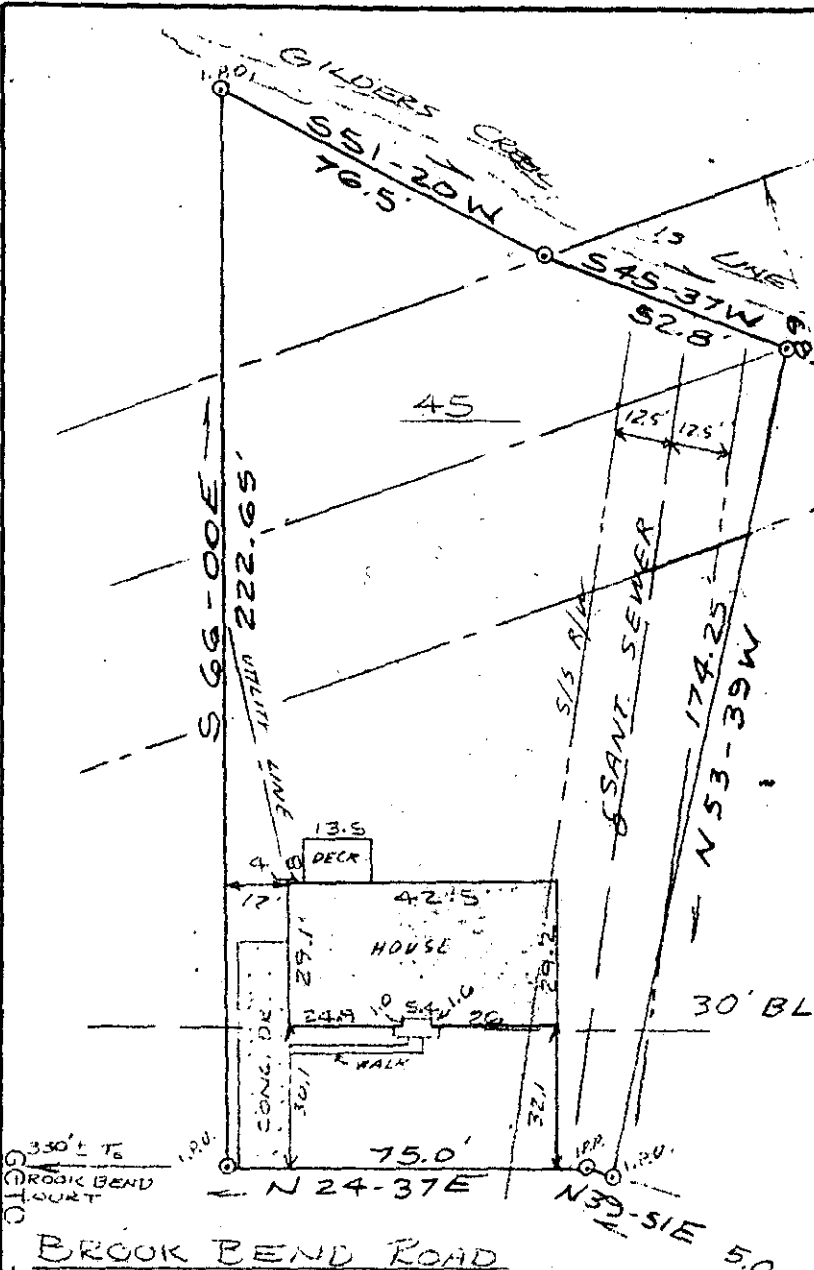 I.P.O.
GILDERS CREEK
S51-20W
76.5'
13 LINE
S45-37W
52.8'
45
12.5' 12.5'
S 66-00E
222.65'
UTILITY LINE
S/S R/W
SANT. SEWER
174.25
N 53-39W
13.5
DECK
4
8
12'
42.5
HOUSE
29.1'
29.2'
30' BL
24.9 1.0 5.4 1.6 20
WALK
CONC. DR.
30.1
32.1
330'± To
BROOK BEND
COURT
I.P.O.
75.0'
I.P.
I.P.O.
N 24-37E
N39-51E 5.0
BROOK BEND ROAD